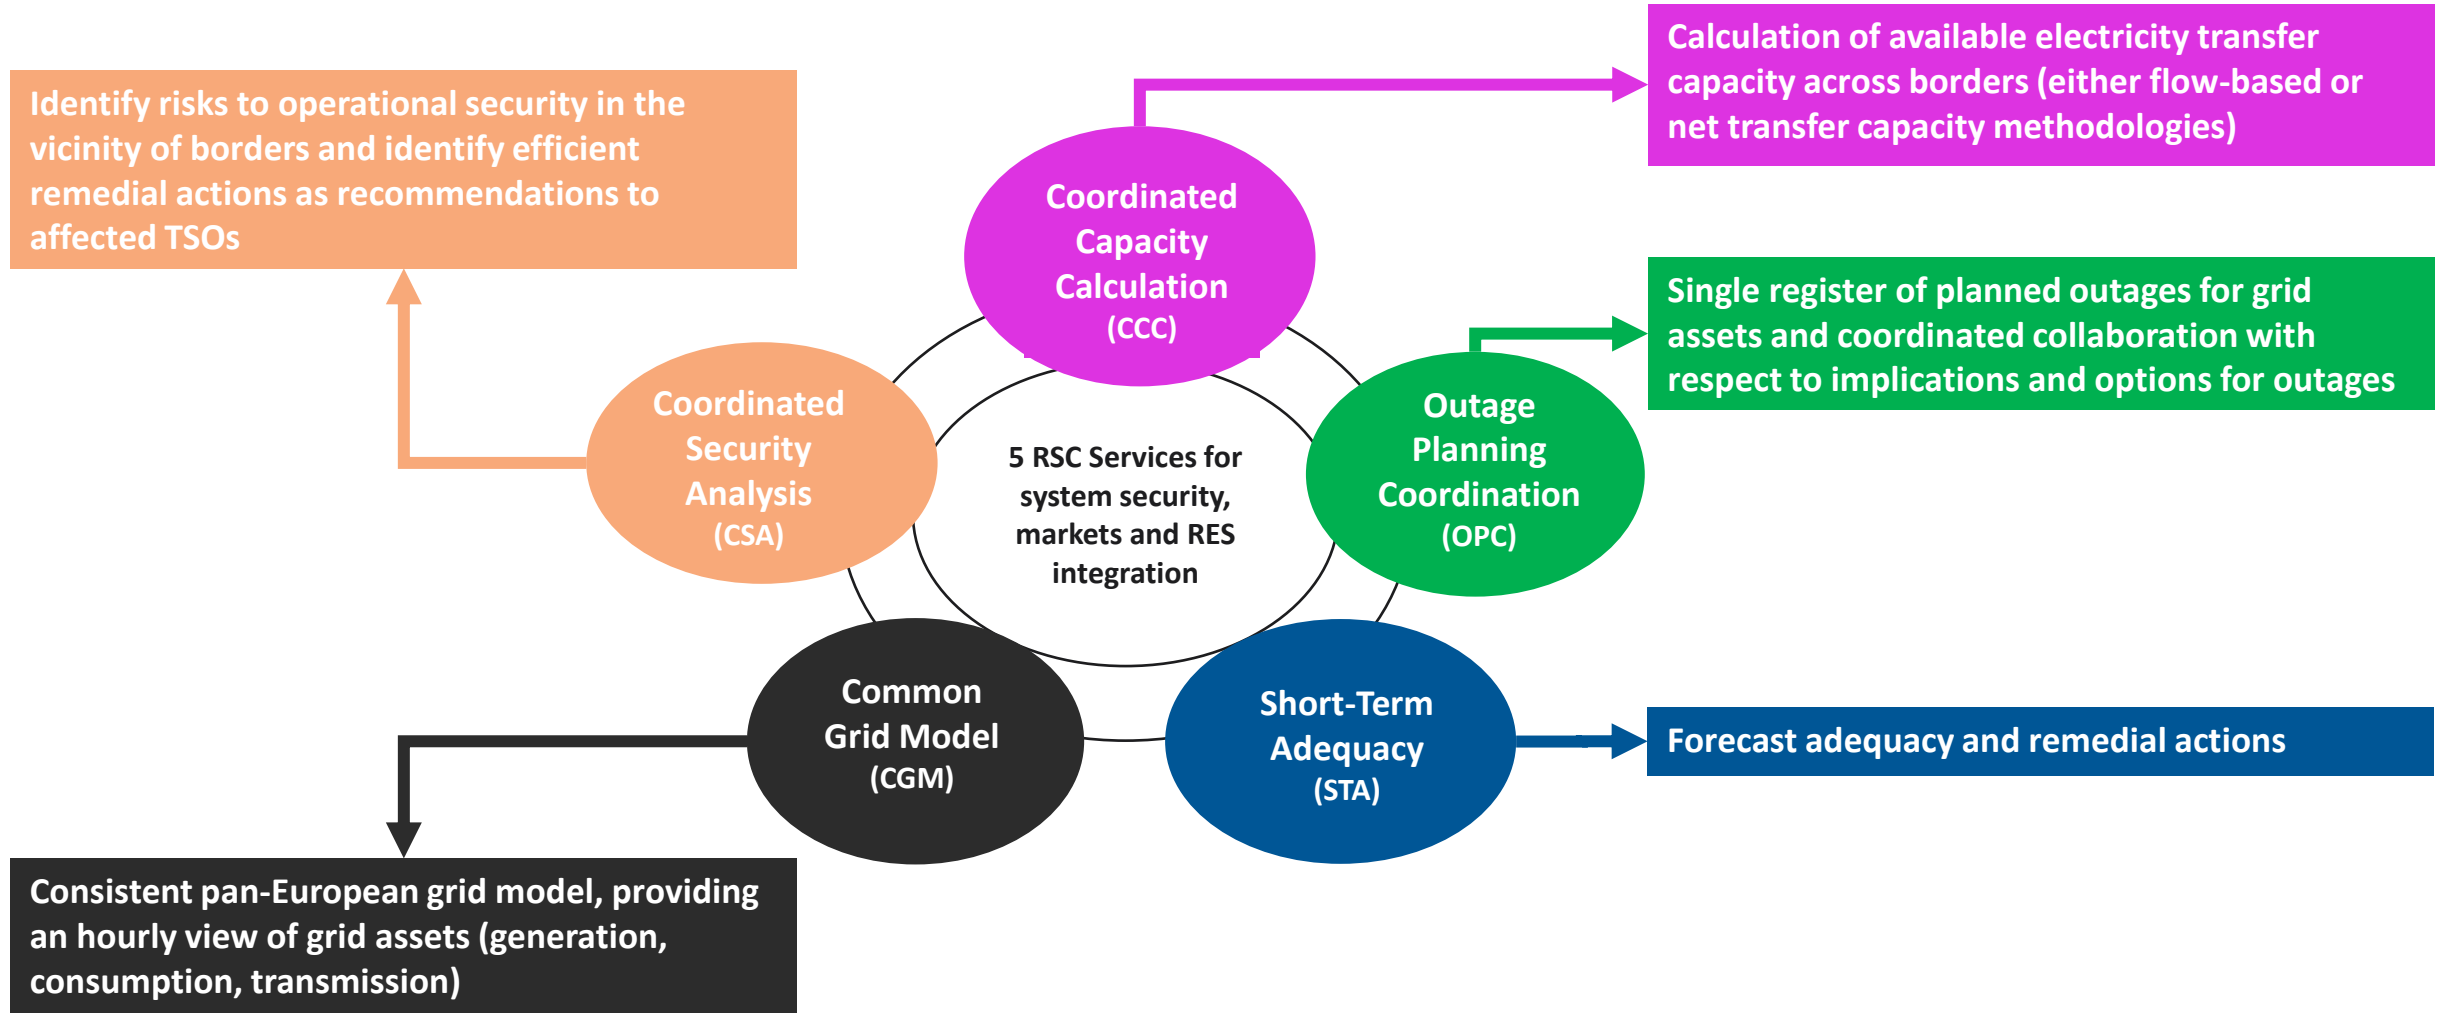 Identify risks to operational security in the
vicinity of borders and identify efficient
remedial actions as recommendations to
affected TSOs
Calculation of available electricity transfer
capacity across borders (either flow-based or
net transfer capacity methodologies)
Coordinated
Capacity
Calculation
(CCC)
Single register of planned outages for grid
assets and coordinated collaboration with
respect to implications and options for outages
Coordinated
Security
Analysis
(CSA)
5 RSC Services for
system security,
markets and RES
integration
Outage
Planning
Coordination
(OPC)
Common
Grid Model
(CGM)
Short-Term
Adequacy
(STA)
Forecast adequacy and remedial actions
Consistent pan-European grid model, providing
an hourly view of grid assets (generation,
consumption, transmission)